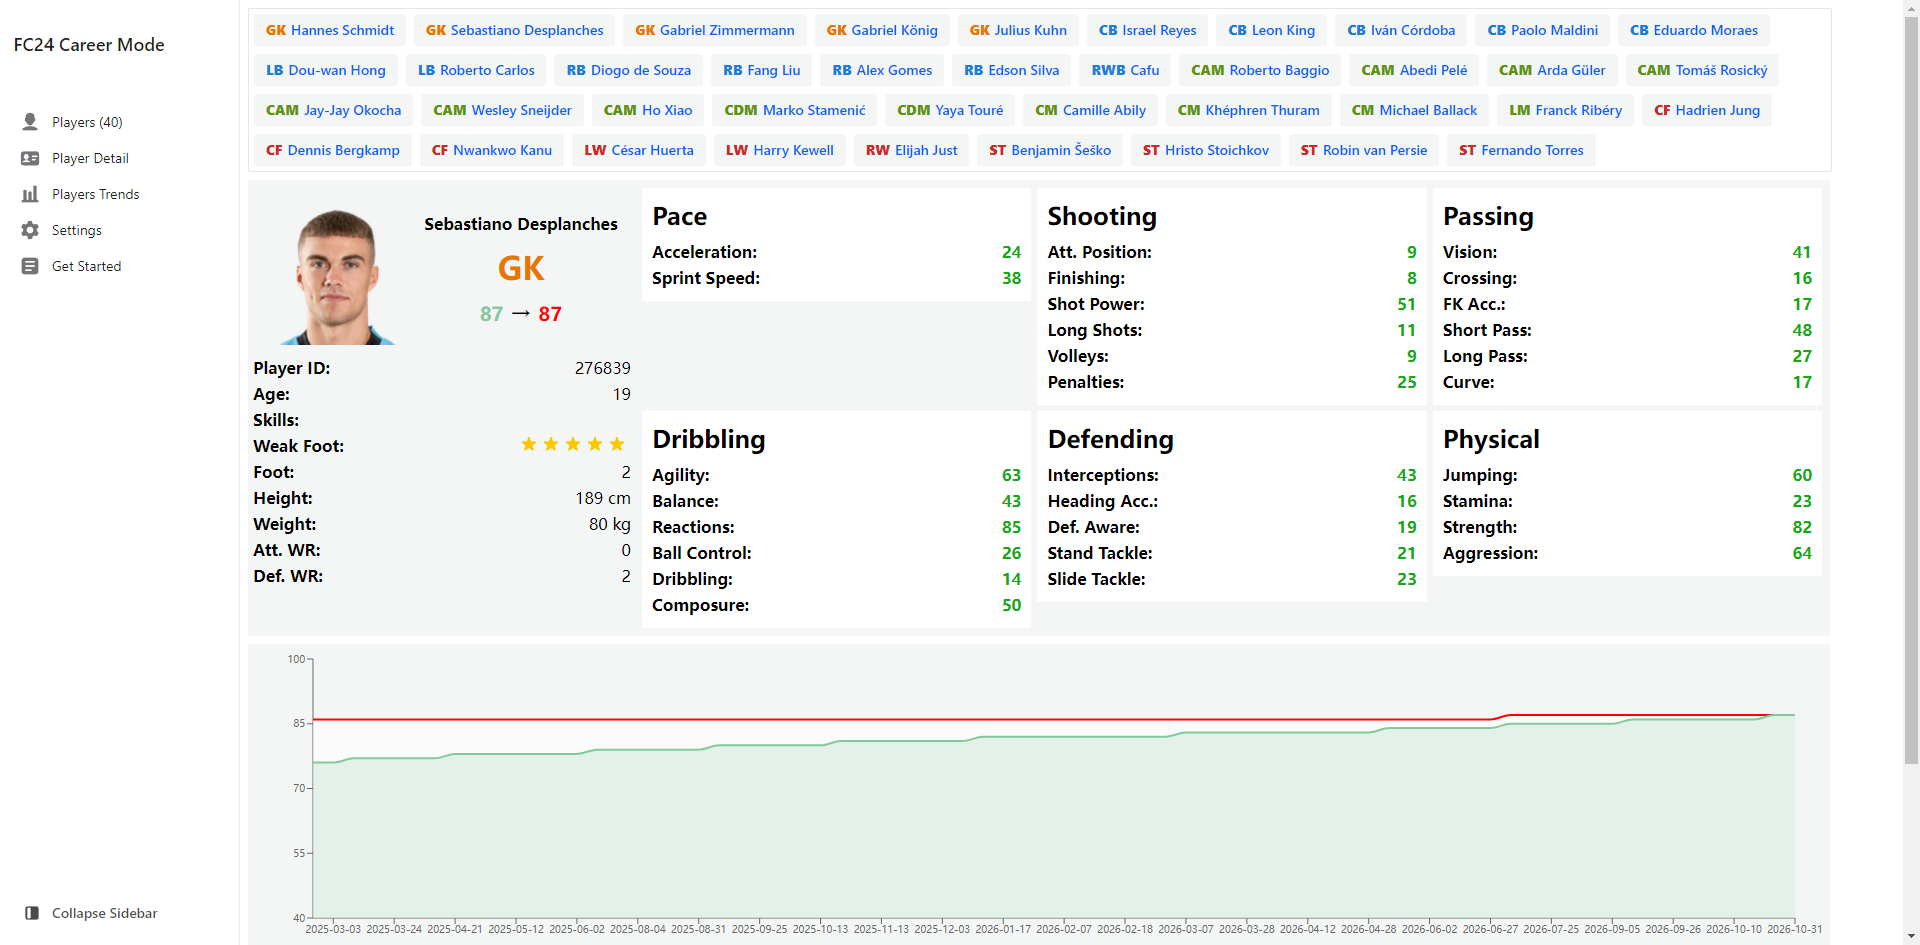 FC24 Career Mode
Players (40)
Player Detail
Players Trends
Settings
Get Started
Collapse Sidebar
GK Hannes Schmidt GK Sebastiano Desplanches GK Gabriel Zimmermann GK Gabriel König GK Julius Kuhn CB Israel Reyes CB Leon King CB Iván Córdoba CB Paolo Maldini CB Eduardo Moraes
LB Dou-wan Hong LB Roberto Carlos RB Diogo de Souza RB Fang Liu RB Alex Gomes RB Edson Silva RWB Cafu CAM Roberto Baggio CAM Abedi Pelé CAM Arda Güler CAM Tomáš Rosický
CAM Jay-Jay Okocha CAM Wesley Sneijder CAM Ho Xiao CDM Marko Stamenić CDM Yaya Touré CM Camille Abily CM Khéphren Thuram CM Michael Ballack LM Franck Ribéry CF Hadrien Jung
CF Dennis Bergkamp CF Nwankwo Kanu LW César Huerta LW Harry Kewell RW Elijah Just ST Benjamin Šeško ST Hristo Stoichkov ST Robin van Persie ST Fernando Torres
Sebastiano Desplanches
GK
87 → 87
Player ID: 276839
Age: 19
Skills:
Weak Foot:
Foot: 2
Height: 189 cm
Weight: 80 kg
Att. WR: 0
Def. WR: 2
Pace
Acceleration: 24
Sprint Speed: 38
Shooting
Att. Position: 9
Finishing: 8
Shot Power: 51
Long Shots: 11
Volleys: 9
Penalties: 25
Passing
Vision: 41
Crossing: 16
FK Acc.: 17
Short Pass: 48
Long Pass: 27
Curve: 17
Dribbling
Agility: 63
Balance: 43
Reactions: 85
Ball Control: 26
Dribbling: 14
Composure: 50
Defending
Interceptions: 43
Heading Acc.: 16
Def. Aware: 19
Stand Tackle: 21
Slide Tackle: 23
Physical
Jumping: 60
Stamina: 23
Strength: 82
Aggression: 64
100
85
70
55
40
2025-03-03 2025-03-24 2025-04-21 2025-05-12 2025-06-02 2025-08-04 2025-08-31 2025-09-25 2025-10-13 2025-11-13 2025-12-03 2026-01-17 2026-02-07 2026-02-18 2026-03-07 2026-03-28 2026-04-12 2026-04-28 2026-06-02 2026-06-27 2026-07-25 2026-09-05 2026-09-26 2026-10-10 2026-10-31